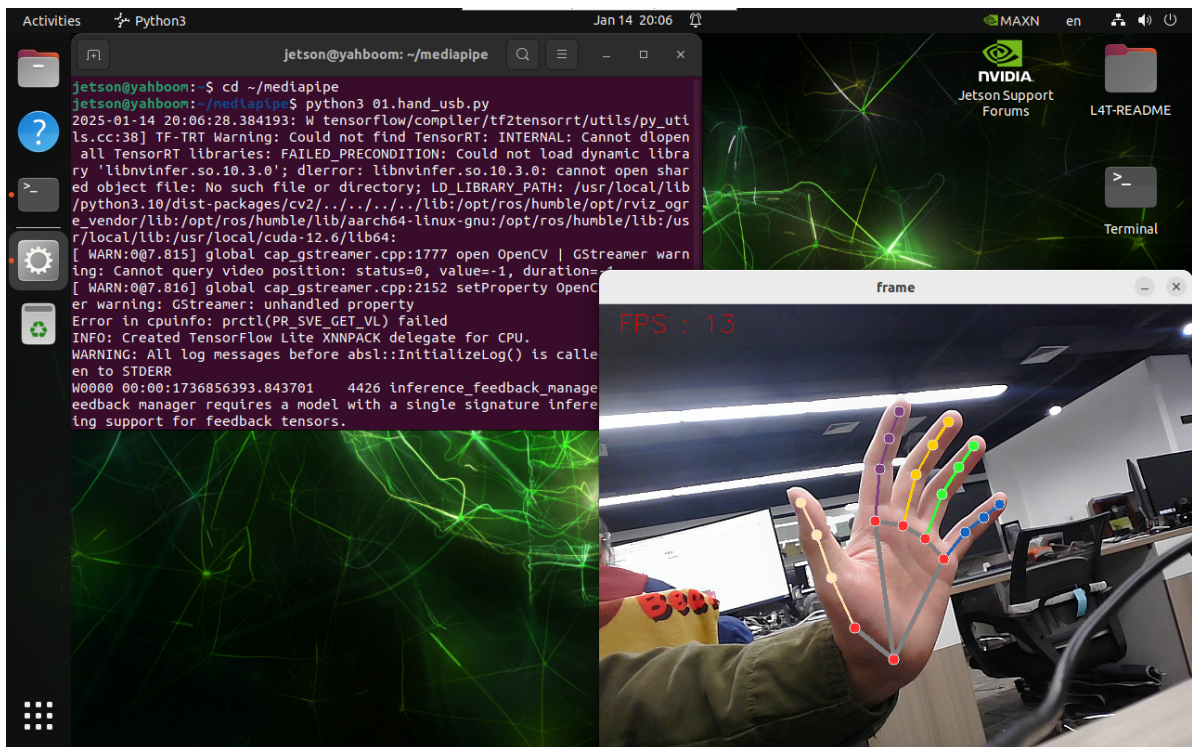 Activities
Python3
Jan 14 20:06
MAXN
en
jetson@yahboom: ~/mediapipe
jetson@yahboom:~$ cd ~/mediapipe
jetson@yahboom:~/mediapipe$ python3 01.hand_usb.py
2025-01-14 20:06:28.384193: W tensorflow/compiler/tf2tensorrt/utils/py_uti
ls.cc:38] TF-TRT Warning: Could not find TensorRT: INTERNAL: Cannot dlopen
all TensorRT libraries: FAILED_PRECONDITION: Could not load dynamic libra
ry 'libnvinfer.so.10.3.0'; dlerror: libnvinfer.so.10.3.0: cannot open shar
ed object file: No such file or directory; LD_LIBRARY_PATH: /usr/local/lib
/python3.10/dist-packages/cv2/../../../../lib:/opt/ros/humble/opt/rviz_ogr
e_vendor/lib:/opt/ros/humble/lib/aarch64-linux-gnu:/opt/ros/humble/lib:/us
r/local/lib:/usr/local/cuda-12.6/lib64:
[ WARN:0@7.815] global cap_gstreamer.cpp:1777 open OpenCV | GStreamer warn
ing: Cannot query video position: status=0, value=-1, duration=-1
[ WARN:0@7.816] global cap_gstreamer.cpp:2152 setProperty OpenC
er warning: GStreamer: unhandled property
Error in cpuinfo: prctl(PR_SVE_GET_VL) failed
INFO: Created TensorFlow Lite XNNPACK delegate for CPU.
WARNING: All log messages before absl::InitializeLog() is calle
en to STDERR
W0000 00:00:1736856393.843701    4426 inference_feedback_manage
eedback manager requires a model with a single signature infere
ing support for feedback tensors.
NVIDIA.
Jetson Support
Forums
L4T-README
Terminal
frame
FPS : 13